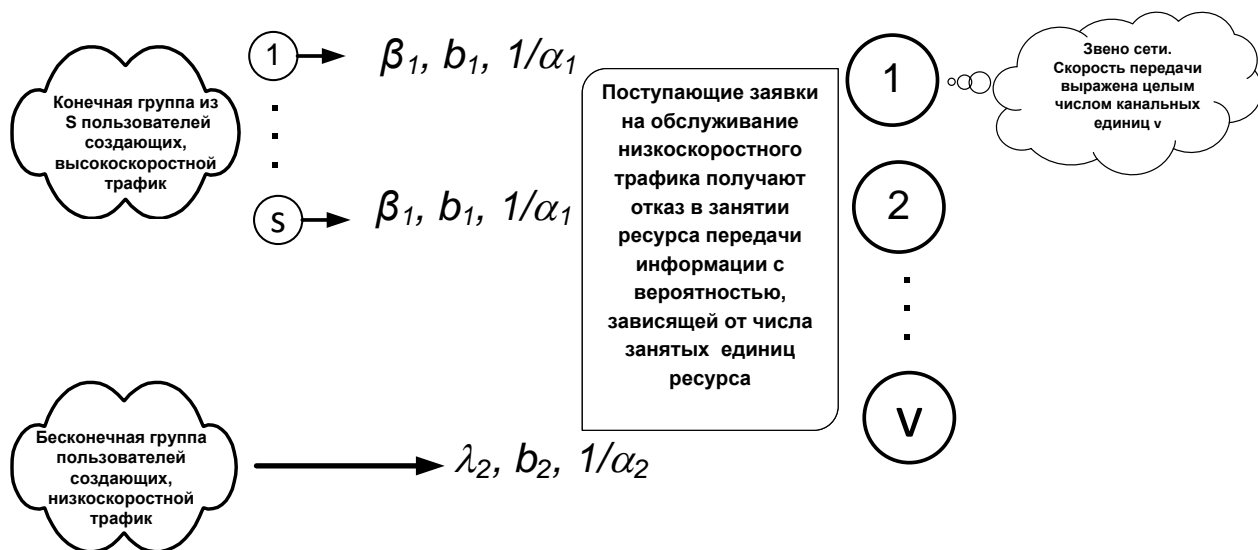 Конечная группа из
S пользователей
создающих,
высокоскоростной
трафик
1
β1, b1, 1/α1
S
β1, b1, 1/α1
Поступающие заявки
на обслуживание
низкоскоростного
трафика получают
отказ в занятии
ресурса передачи
информации с
вероятностью,
зависящей от числа
занятых единиц
ресурса
1
2
v
Звено сети.
Скорость передачи
выражена целым
числом канальных
единиц v
Бесконечная группа
пользователей
создающих,
низкоскоростной
трафик
λ2, b2, 1/α2